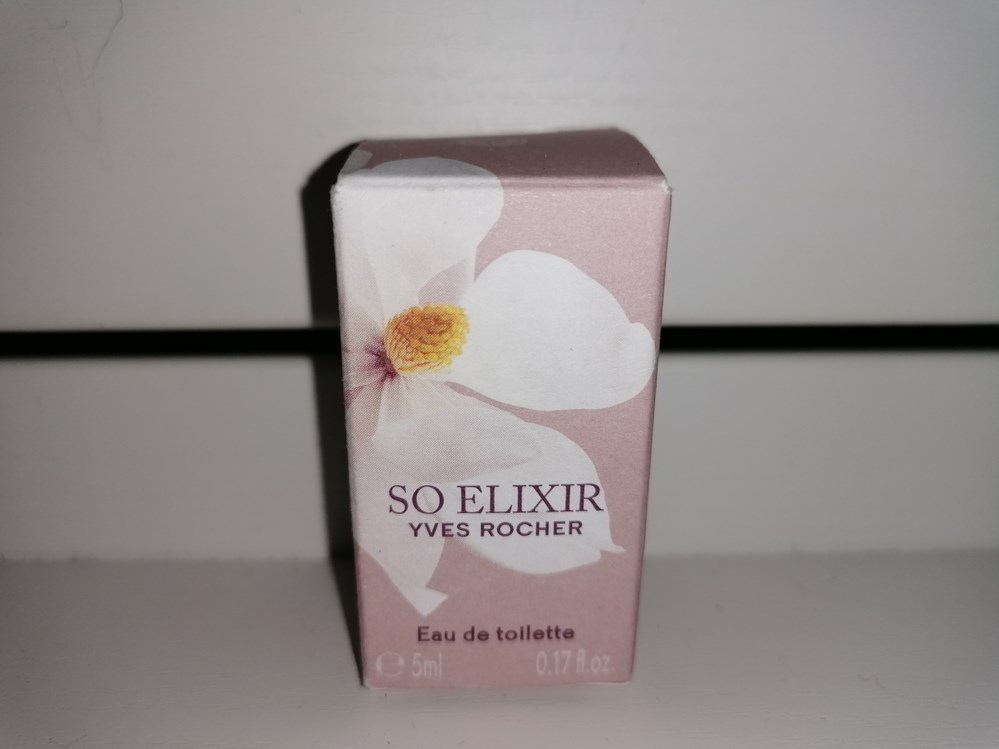 SO ELIXIR
YVES ROCHER
Eau de toilette
℮ 5ml 0.17 fl.oz.